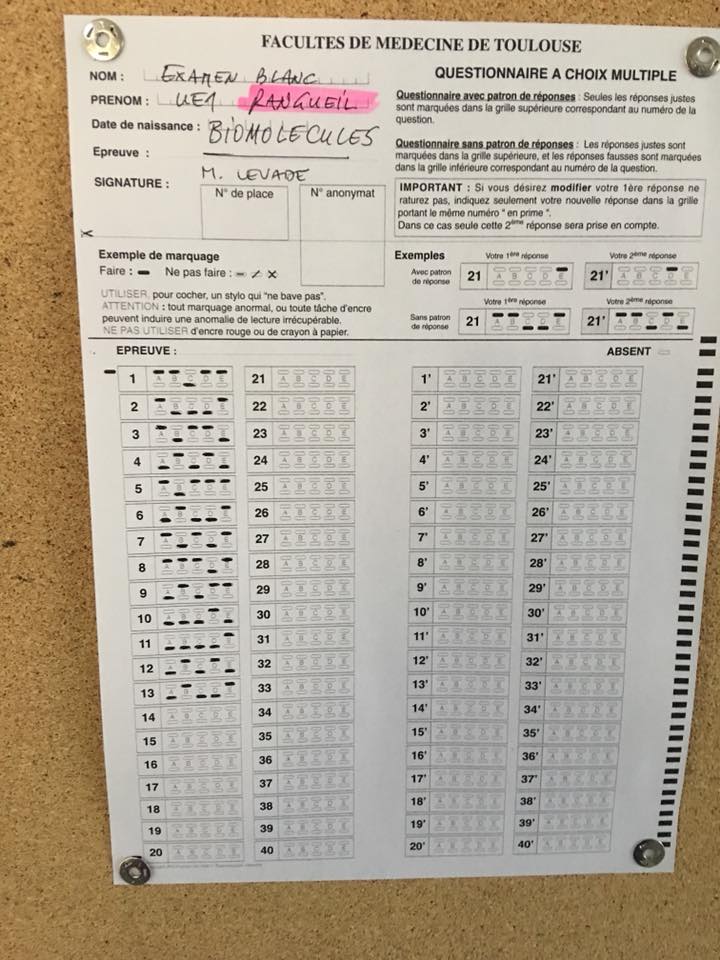 FACULTES DE MEDECINE DE TOULOUSE
NOM : EXAMEN BLANC
PRENOM : UE1 RANGUEIL
Date de naissance : BIOMOLECULES
Epreuve :
SIGNATURE : M. LEVADE
N° de place N° anonymat
QUESTIONNAIRE A CHOIX MULTIPLE
Questionnaire avec patron de réponses : Seules les réponses justes
sont marquées dans la grille supérieure correspondant au numéro de la
question.
Questionnaire sans patron de réponses : Les réponses justes sont
marquées dans la grille supérieure, et les réponses fausses sont marquées
dans la grille inférieure correspondant au numéro de la question.
IMPORTANT : Si vous désirez modifier votre 1ère réponse ne
raturez pas, indiquez seulement votre nouvelle réponse dans la grille
portant le même numéro " en prime ".
Dans ce cas seule cette 2ème réponse sera prise en compte.
Exemple de marquage
Faire : Ne pas faire :
UTILISER, pour cocher, un stylo qui "ne bave pas".
ATTENTION : tout marquage anormal, ou toute tâche d'encre
peuvent induire une anomalie de lecture irrécupérable.
NE PAS UTILISER d'encre rouge ou de crayon à papier.
Exemples Votre 1ère réponse Votre 2ème réponse
Avec patron
de réponse
21 A B C D E 21' A B C D E
Votre 1ère réponse Votre 2ème réponse
Sans patron
de réponse
21 A B C D E 21' A B C D E
EPREUVE : ABSENT
1 A B C D E 21 A B C D E 1' A B C D E 21' A B C D E
2 A B C D E 22 A B C D E 2' A B C D E 22' A B C D E
3 A B C D E 23 A B C D E 3' A B C D E 23' A B C D E
4 A B C D E 24 A B C D E 4' A B C D E 24' A B C D E
5 A B C D E 25 A B C D E 5' A B C D E 25' A B C D E
6 A B C D E 26 A B C D E 6' A B C D E 26' A B C D E
7 A B C D E 27 A B C D E 7' A B C D E 27' A B C D E
8 A B C D E 28 A B C D E 8' A B C D E 28' A B C D E
9 A B C D E 29 A B C D E 9' A B C D E 29' A B C D E
10 A B C D E 30 A B C D E 10' A B C D E 30' A B C D E
11 A B C D E 31 A B C D E 11' A B C D E 31' A B C D E
12 A B C D E 32 A B C D E 12' A B C D E 32' A B C D E
13 A B C D E 33 A B C D E 13' A B C D E 33' A B C D E
14 A B C D E 34 A B C D E 14' A B C D E 34' A B C D E
15 A B C D E 35 A B C D E 15' A B C D E 35' A B C D E
16 A B C D E 36 A B C D E 16' A B C D E 36' A B C D E
17 A B C D E 37 A B C D E 17' A B C D E 37' A B C D E
18 A B C D E 38 A B C D E 18' A B C D E 38' A B C D E
19 A B C D E 39 A B C D E 19' A B C D E 39' A B C D E
20 A B C D E 40 A B C D E 20' A B C D E 40' A B C D E